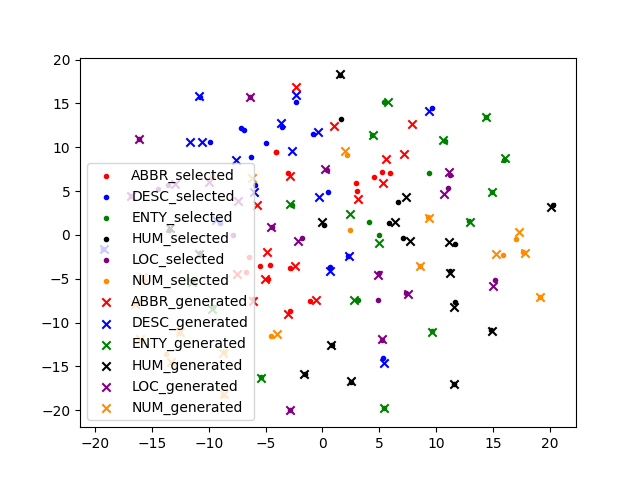 20
15
10
5
0
−5
−10
−15
−20
ABBR_selected
DESC_selected
ENTY_selected
HUM_selected
LOC_selected
NUM_selected
ABBR_generated
DESC_generated
ENTY_generated
HUM_generated
LOC_generated
NUM_generated
−20 −15 −10 −5 0 5 10 15 20